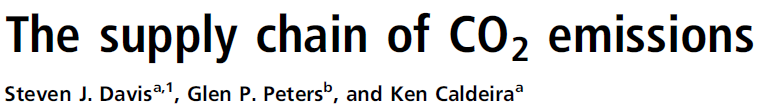 The supply chain of CO₂ emissions
Steven J. Davisᵃ,¹, Glen P. Petersᵇ, and Ken Caldeiraᵃ